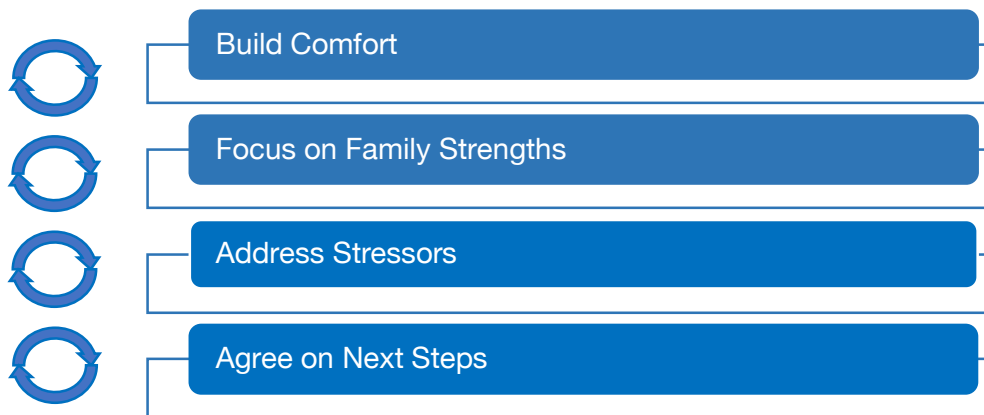 Build Comfort
Focus on Family Strengths
Address Stressors
Agree on Next Steps